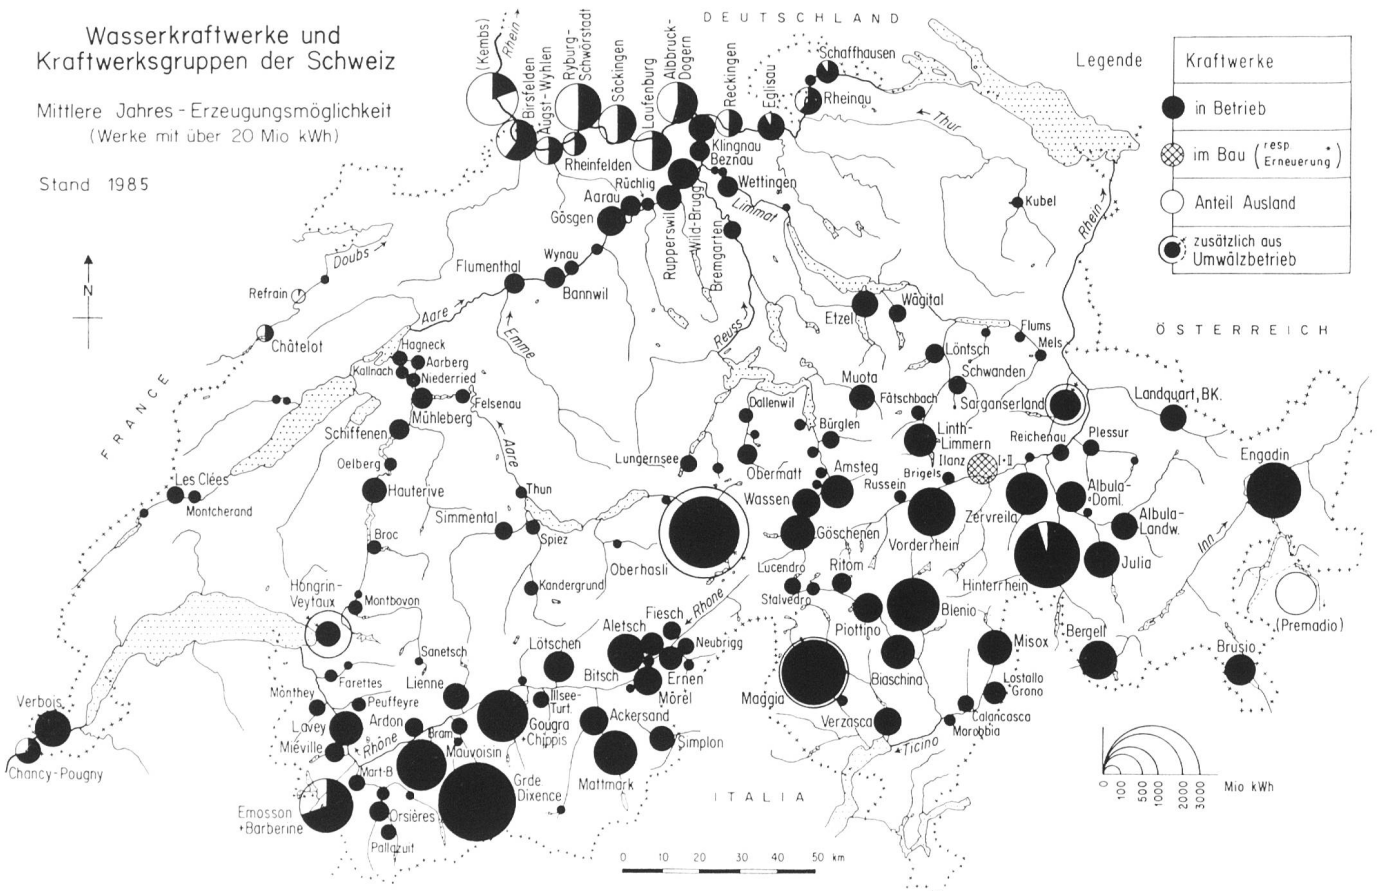 Wasserkraftwerke und
Kraftwerksgruppen der Schweiz
Mittlere Jahres-Erzeugungsmöglichkeit
(Werke mit über 20 Mio kWh)
Stand 1985
N
DEUTSCHLAND
Legende
Kraftwerke
in Betrieb
im Bau (resp Erneuerung *)
Anteil Ausland
zusätzlich aus
Umwälzbetrieb
(Kembs)
Rhein
Birsfelden
Augst-Wyhlen
Ryburg-
Schwörstadt
Säckingen
Laufenburg
Albbruck-
Dogern
Reckingen
Eglisau
Schaffhausen
Rheinau
Thur
Rheinfelden
Klingnau
Beznau
Wettingen
Limmat
Kubel
Rhein
Rüchlig
Aarau
Gösgen
Rupperswil
Wild-Brugg
Bremgarten
Wynau
Flumenthal
Bannwil
Doubs
Refrain
Châtelot
Aare
Emme
Reuss
Etzel
Wägital
ÖSTERREICH
FRANCE
Hagneck
Aarberg
Kallnach
Niederried
Mühleberg
Felsenau
Schiffenen
Oelberg
Hauterive
Aare
Löntsch
Flums
Mels
Schwanden
Muota
Fätschbach
Sarganserland
Landquart, BK.
Dallenwil
Bürglen
Linth-
Limmern
Reichenau
Plessur
Ilanz I+II
Engadin
Lungernsee
Obermatt
Amsteg
Brigels
Russein
Wassen
Göschenen
Vorderrhein
Zervreila
Albula-
Doml.
Albula-
Landw.
Les Clées
Montcherand
Thun
Simmental
Spiez
Broc
Oberhasli
Kandergrund
Lucendro
Ritom
Stalvedro
Hinterrhein
Julia
Inn
Hongrin-
Veytaux
Montbovon
Rhone
Fiesch
Aletsch
Neubrigg
Piottino
Blenio
(Premadio)
Sanetsch
Lötschen
Bitsch
Ernen
Mörel
Biaschina
Misox
Bergell
Brusio
Farettes
Lienne
Monthey
Peuffeyre
Illsee-
Turt.
Maggia
Lostallo
Grono
Verbois
Lavey
Ardon
Gougra
+Chippis
Ackersand
Verzasca
Calancasca
Morobbia
Chancy-Pougny
Miéville
Rhône
Bram.
Mauvoisin
Simplon
Ticino
Mart-B
Grde
Dixence
Mattmark
Emosson
+Barberine
Orsières
Pallazuit
ITALIA
0 100 500 1000 2000 3000 Mio kWh
0 10 20 30 40 50 km